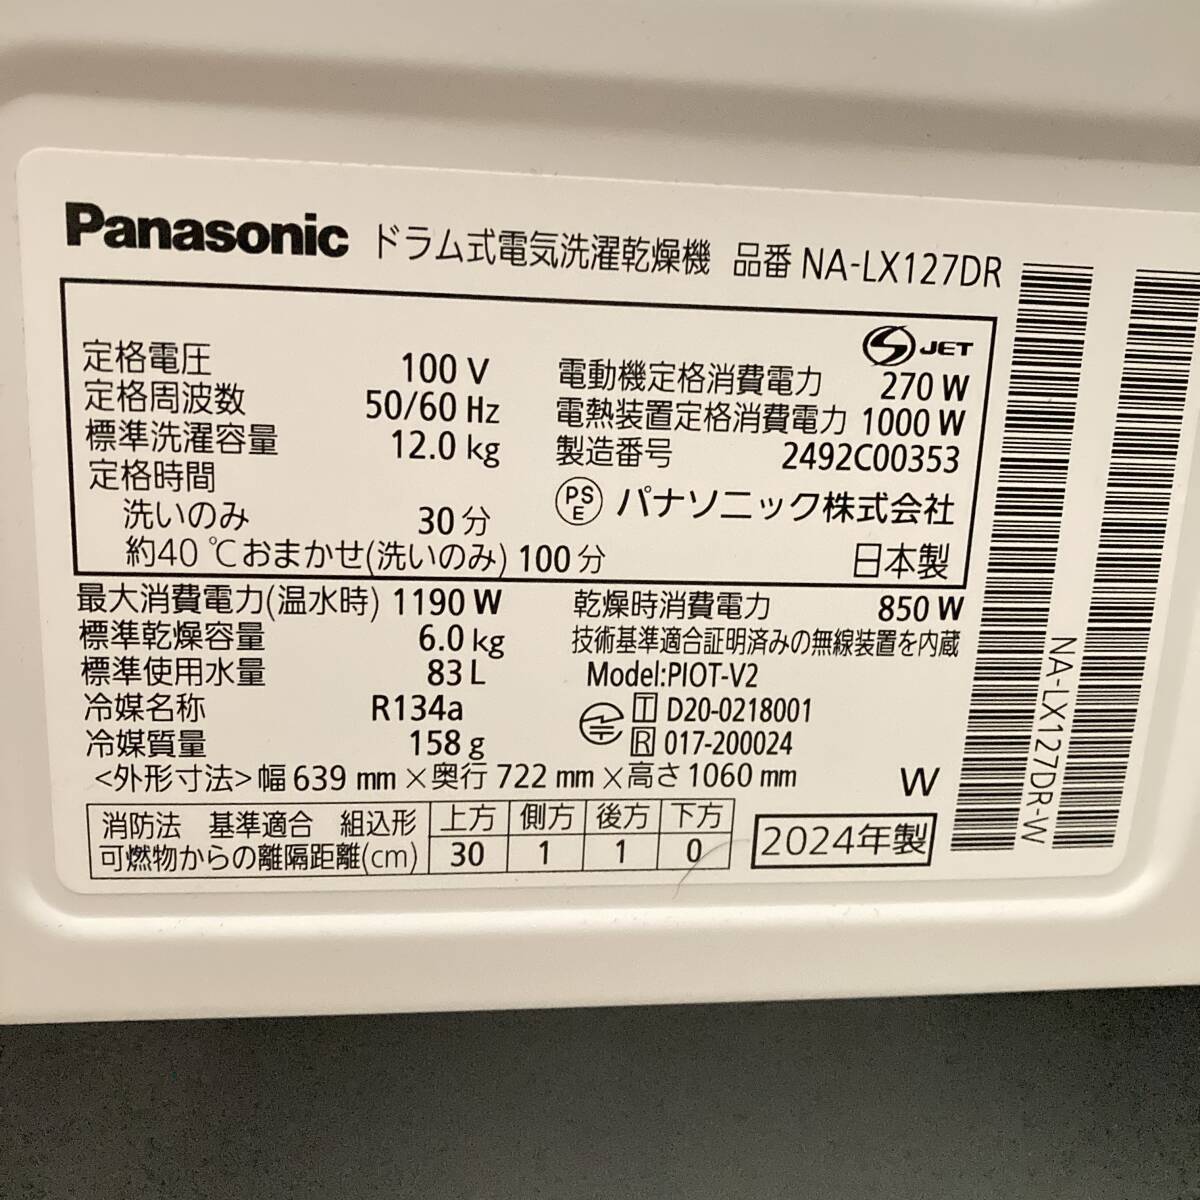 Panasonic ドラム式電気洗濯乾燥機 品番 NA-LX127DR
JET
定格電圧 100 V
定格周波数 50/60 Hz
標準洗濯容量 12.0 kg
定格時間
洗いのみ 30 分
約40 ℃おまかせ(洗いのみ) 100 分
電動機定格消費電力 270 W
電熱装置定格消費電力 1000 W
製造番号 2492C00353
PSE パナソニック株式会社
日本製
最大消費電力(温水時) 1190 W
標準乾燥容量 6.0 kg
標準使用水量 83 L
冷媒名称 R134a
冷媒質量 158 g
乾燥時消費電力 850 W
技術基準適合証明済みの無線装置を内蔵
Model:PIOT-V2
T D20-0218001
R 017-200024
<外形寸法>幅 639 mm×奥行 722 mm×高さ 1060 mm
W
消防法 基準適合 組込形 上方 側方 後方 下方
可燃物からの離隔距離(cm) 30 1 1 0
2024年製
NA-LX127DR-W